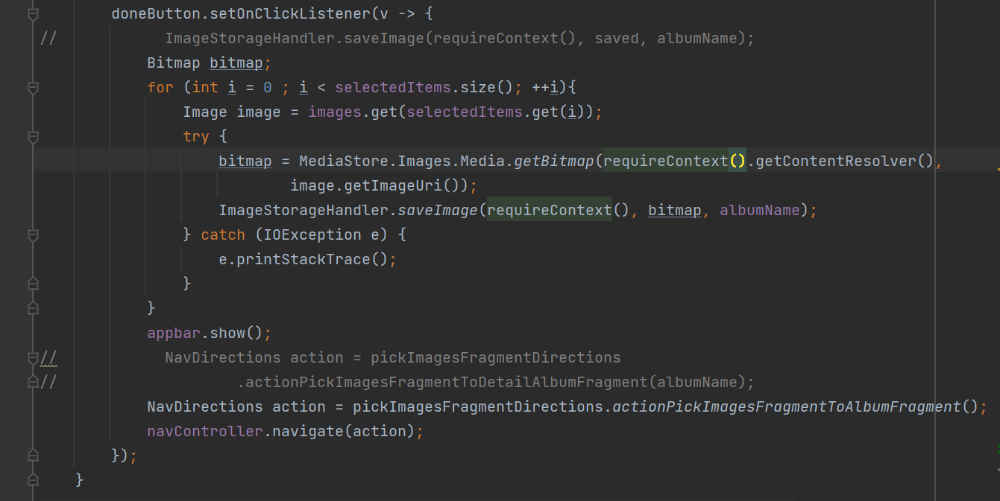 doneButton.setOnClickListener(v -> {
//            ImageStorageHandler.saveImage(requireContext(), saved, albumName);
    Bitmap bitmap;
    for (int i = 0 ; i < selectedItems.size(); ++i){
        Image image = images.get(selectedItems.get(i));
        try {
            bitmap = MediaStore.Images.Media.getBitmap(requireContext().getContentResolver(),
                    image.getImageUri());
            ImageStorageHandler.saveImage(requireContext(), bitmap, albumName);
        } catch (IOException e) {
            e.printStackTrace();
        }
    }
    appbar.show();
//            NavDirections action = pickImagesFragmentDirections
//                    .actionPickImagesFragmentToDetailAlbumFragment(albumName);
    NavDirections action = pickImagesFragmentDirections.actionPickImagesFragmentToAlbumFragment();
    navController.navigate(action);
});
}